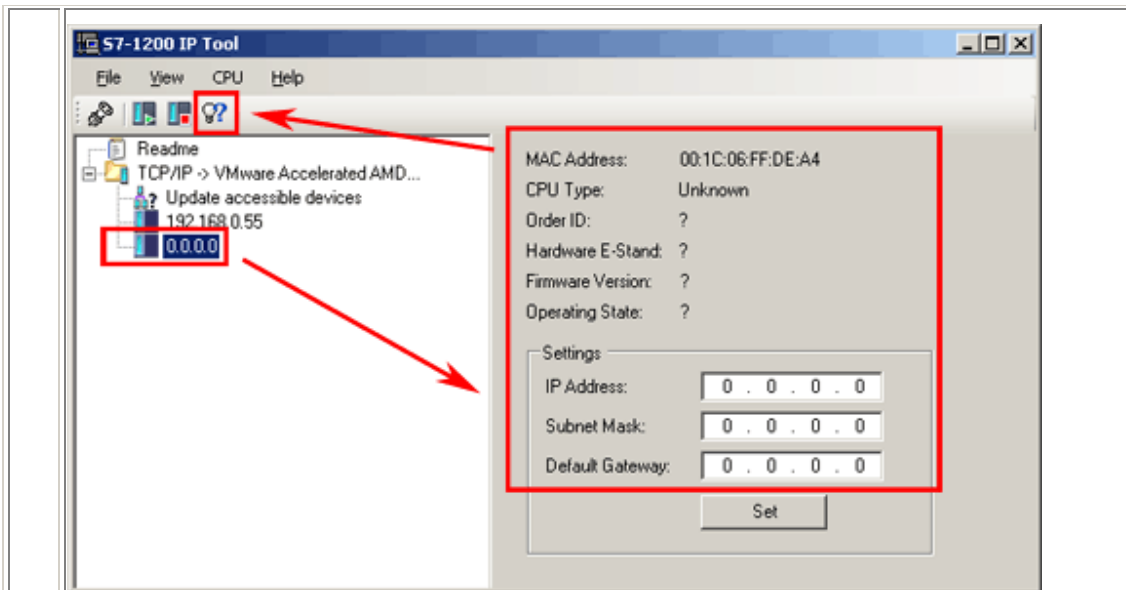 S7-1200 IP Tool
File View CPU Help
Readme
TCP/IP -> VMware Accelerated AMD...
Update accessible devices
192.168.0.55
0.0.0.0
MAC Address: 00:1C:06:FF:DE:A4
CPU Type: Unknown
Order ID: ?
Hardware E-Stand: ?
Firmware Version: ?
Operating State: ?
Settings
IP Address: 0 . 0 . 0 . 0
Subnet Mask: 0 . 0 . 0 . 0
Default Gateway: 0 . 0 . 0 . 0
Set